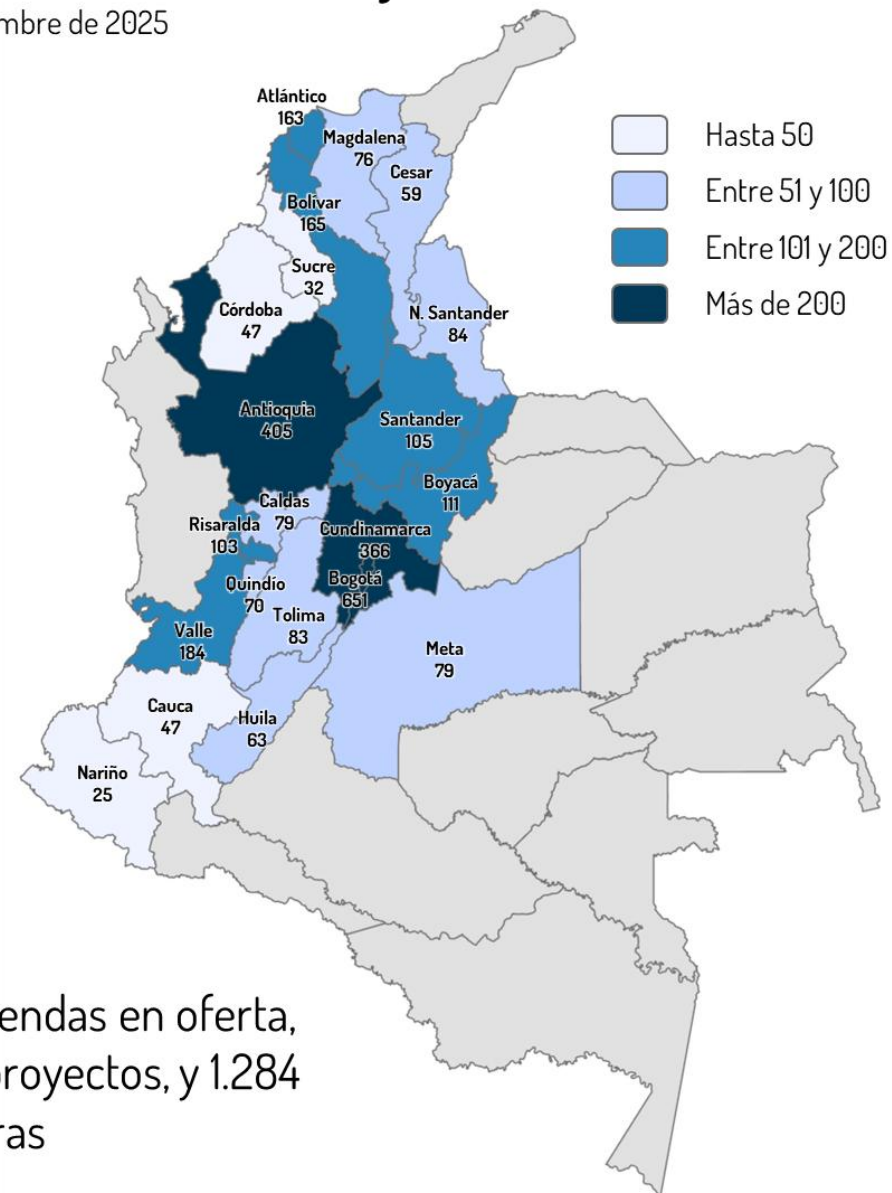 mbre de 2025
Atlántico
163
Magdalena
76
Cesar
59
Bolívar
165
Sucre
32
Córdoba
47
N. Santander
84
Antioquia
405
Santander
105
Boyacá
111
Caldas
79
Risaralda
103
Cundinamarca
366
Bogotá
651
Quindío
70
Tolima
83
Valle
184
Meta
79
Cauca
47
Huila
63
Nariño
25
Hasta 50
Entre 51 y 100
Entre 101 y 200
Más de 200
endas en oferta,
royectos, y 1.284
ras